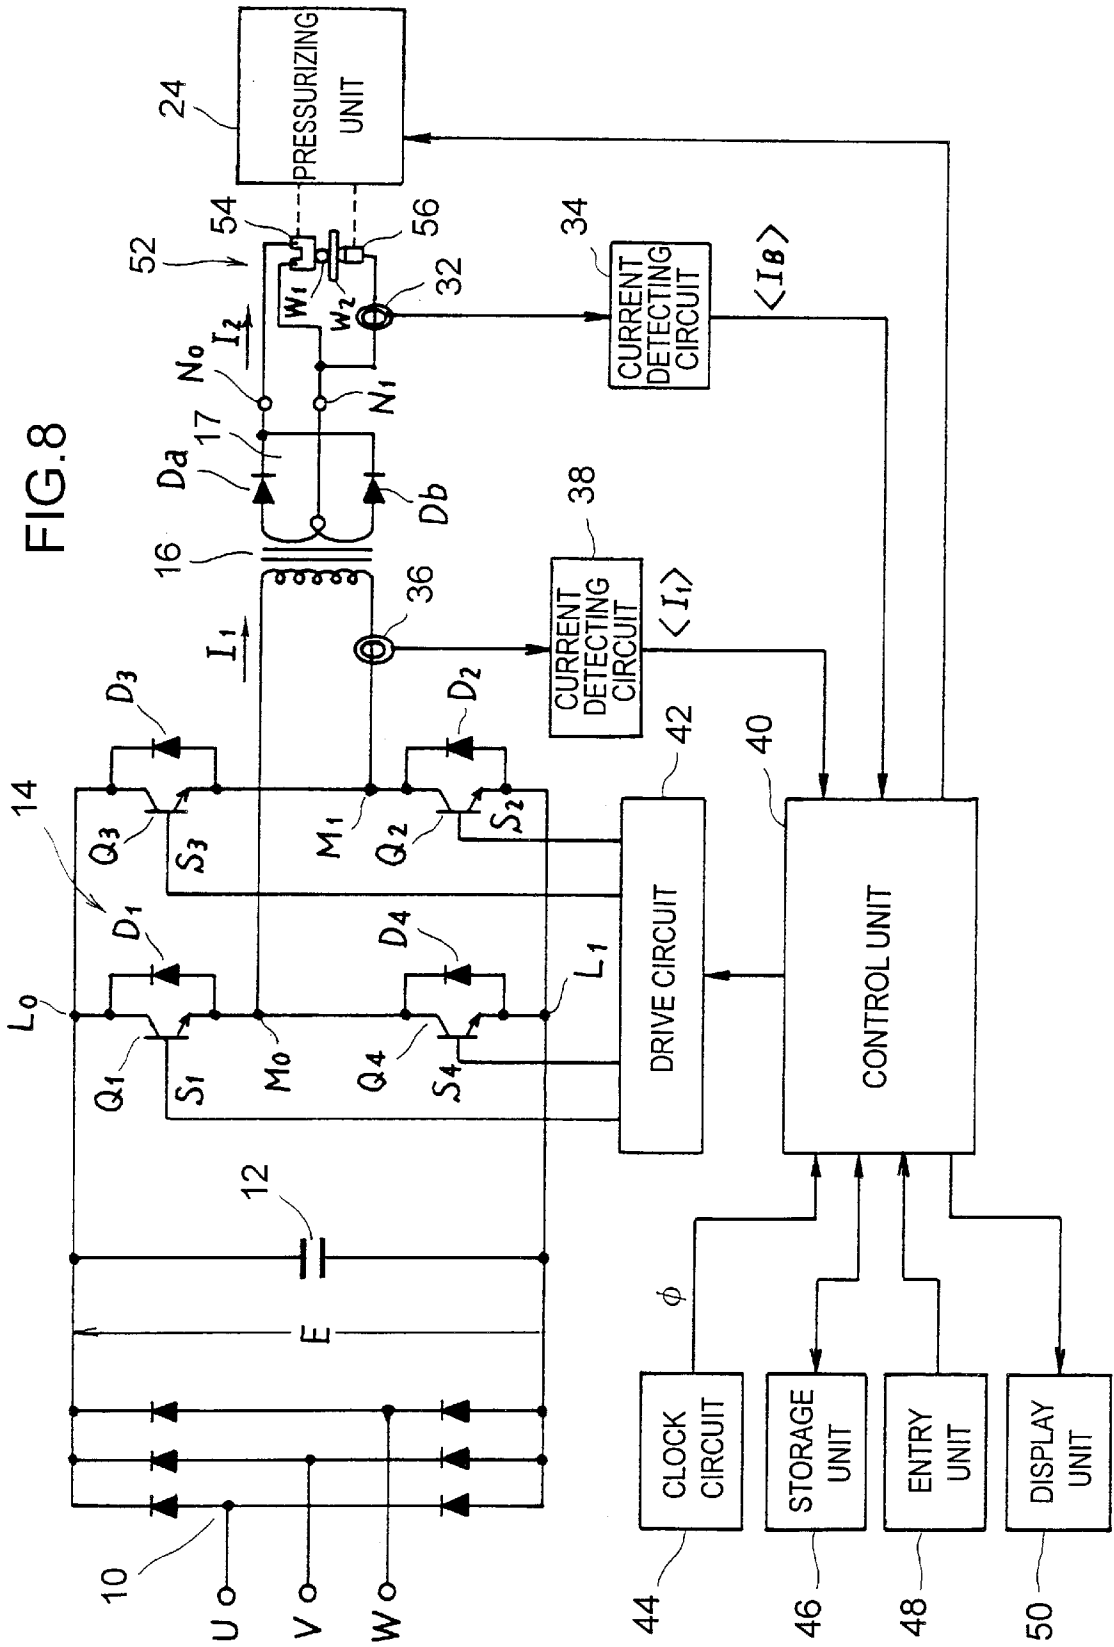 FIG.8
10
U
V
W
E
12
L0
14
Q1
D1
S1
M0
Q4
D4
S4
L1
Q3
D3
S3
M1
Q2
D2
S2
I1
16
36
Da
17
Db
N0
N1
I2
52
54
W1
W2
56
32
24
PRESSURIZING
UNIT
34
CURRENT
DETECTING
CIRCUIT
<IB>
38
CURRENT
DETECTING
CIRCUIT
<I1>
42
DRIVE CIRCUIT
40
CONTROL UNIT
ϕ
44
CLOCK
CIRCUIT
46
STORAGE
UNIT
48
ENTRY
UNIT
50
DISPLAY
UNIT